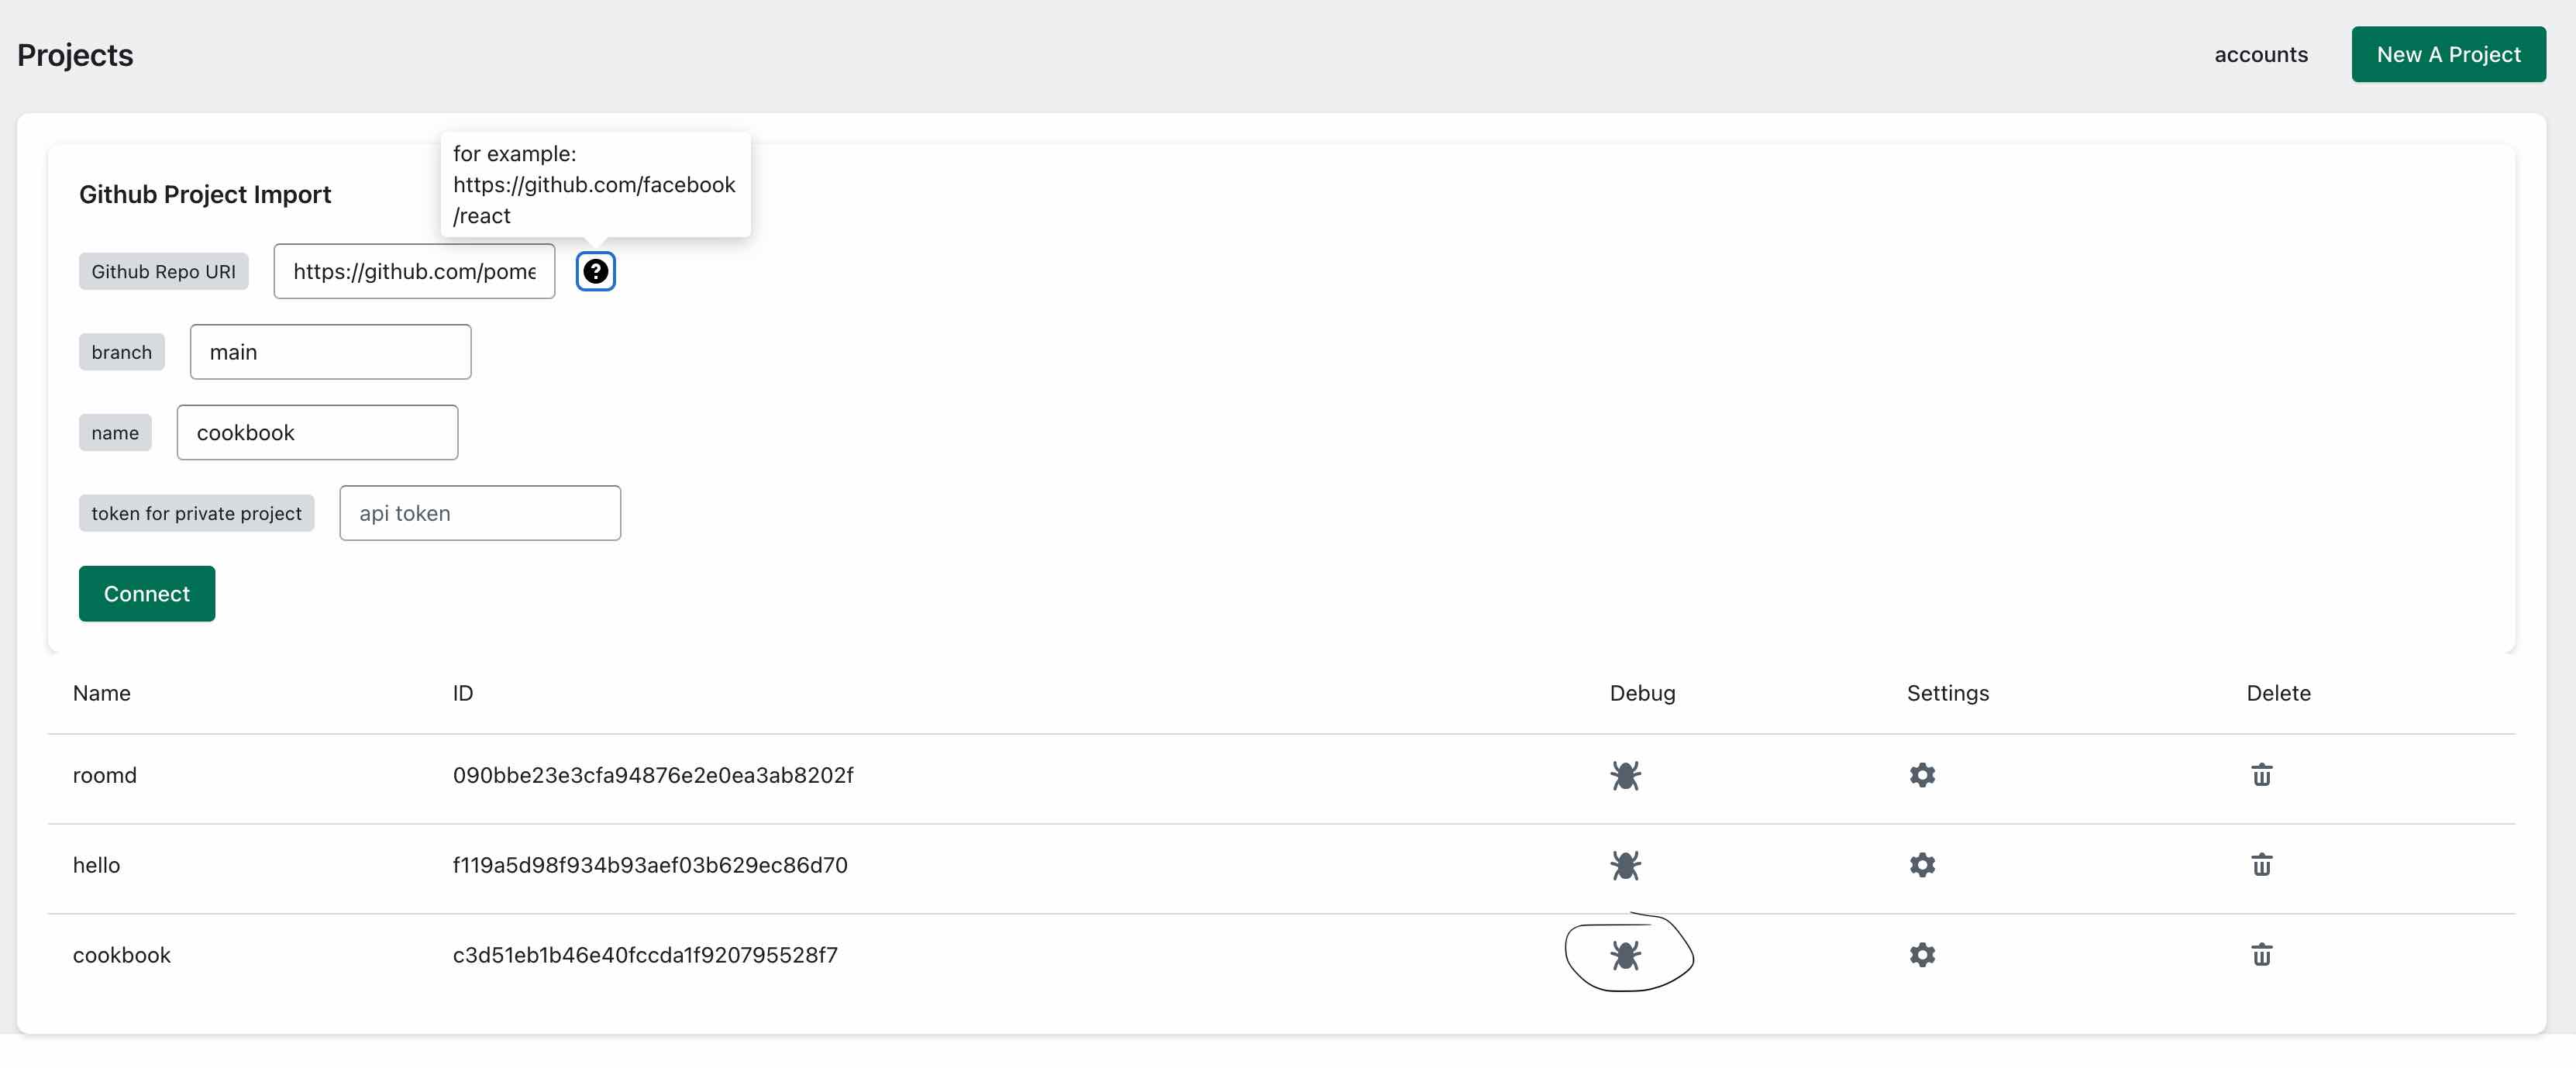 Projects
accounts
New A Project
for example:
https://github.com/facebook
/react
Github Project Import
Github Repo URI
https://github.com/pome
?
branch
main
name
cookbook
token for private project
api token
Connect
Name ID Debug Settings Delete
roomd 090bbe23e3cfa94876e2e0ea3ab8202f
hello f119a5d98f934b93aef03b629ec86d70
cookbook c3d51eb1b46e40fccda1f920795528f7